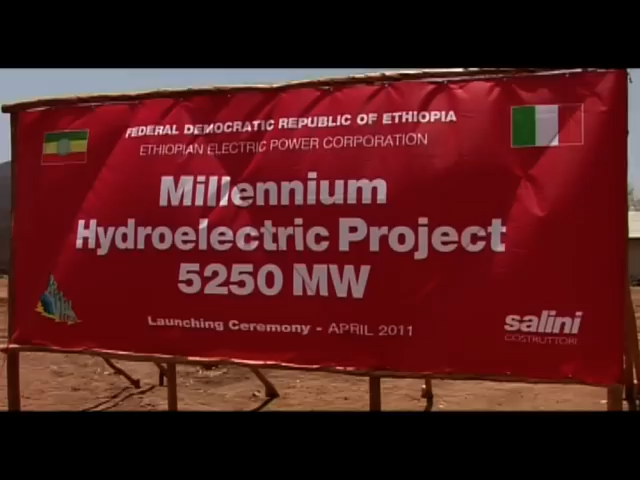 FEDERAL DEMOCRATIC REPUBLIC OF ETHIOPIA
ETHIOPIAN ELECTRIC POWER CORPORATION
Millennium
Hydroelectric Project
5250 MW
Launching Ceremony - APRIL 2011
salini
COSTRUTTORI